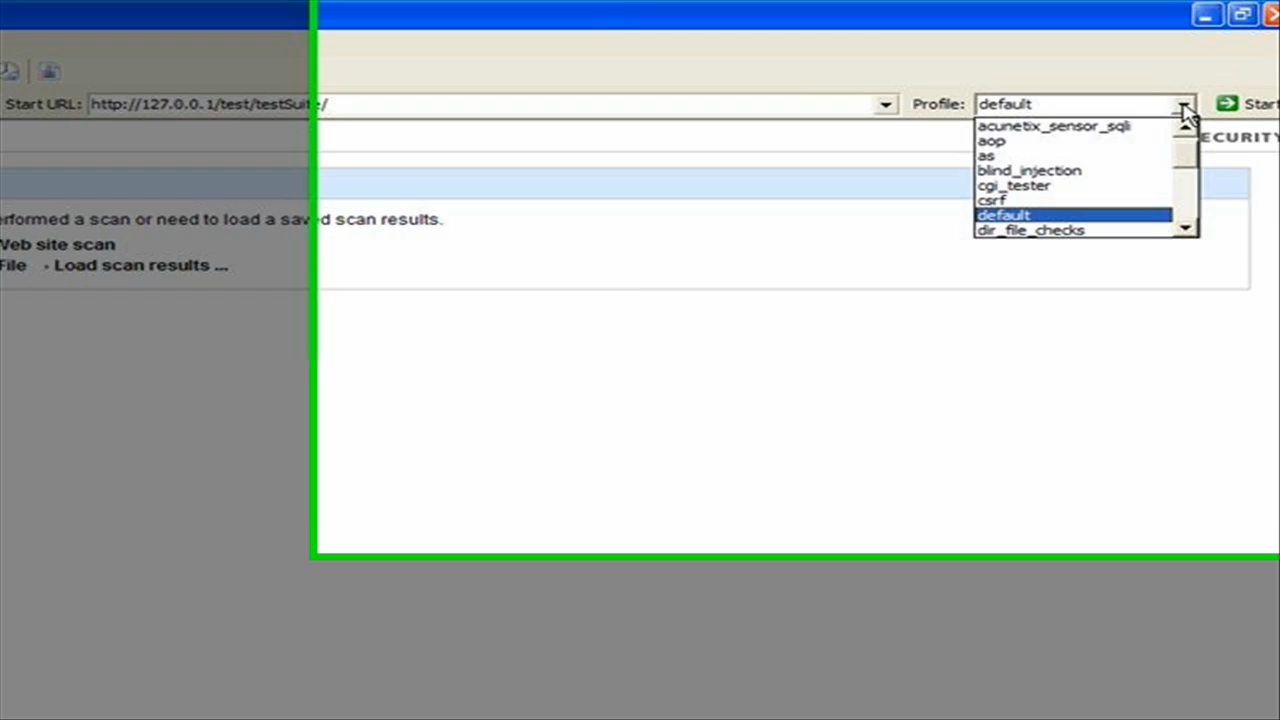 Start URL: http://127.0.0.1/test/testSuite/ Profile: default Start
acunetix_sensor_sqli
aop
as
blind_injection
cgi_tester
csrf
default
dir_file_checks
ECURITY
erformed a scan or need to load a saved scan results.
Web site scan
File - Load scan results ...